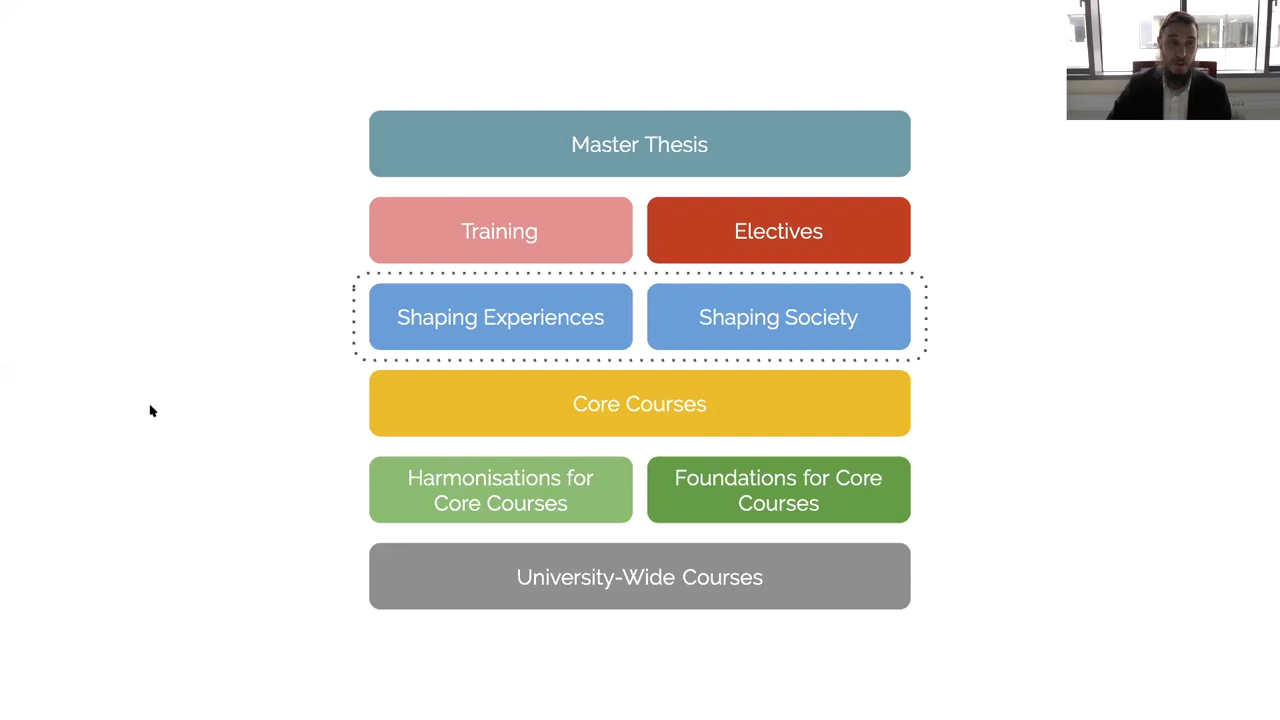 Master Thesis
Training
Electives
Shaping Experiences
Shaping Society
Core Courses
Harmonisations for
Core Courses
Foundations for Core
Courses
University-Wide Courses